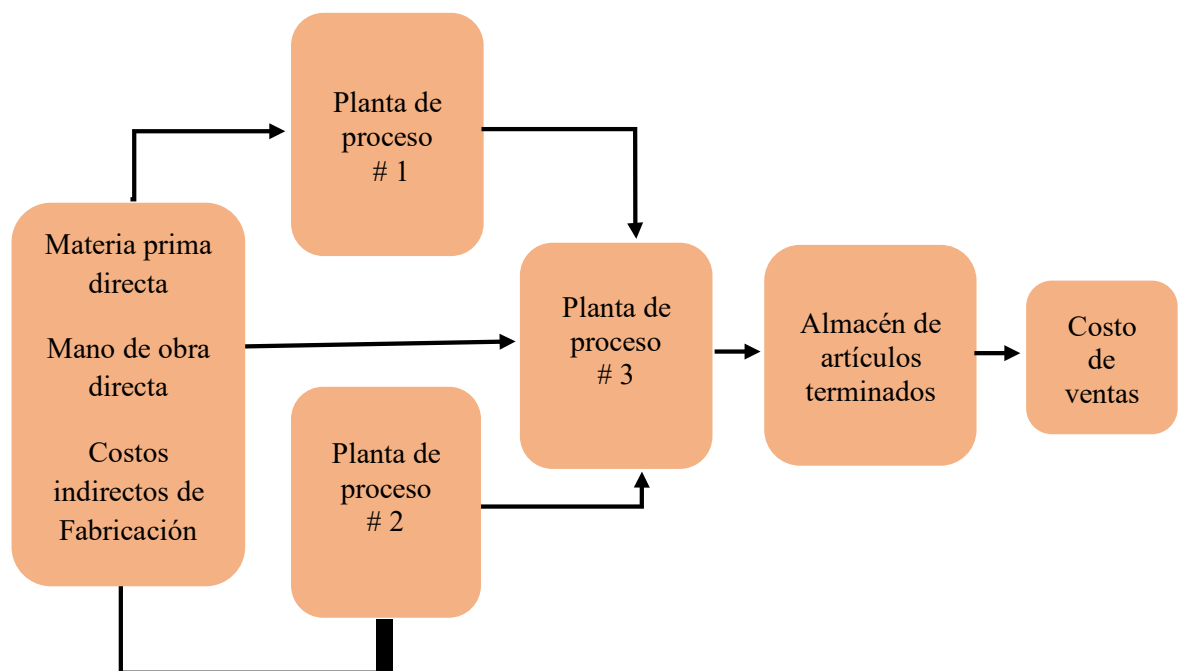 Materia prima
directa
Mano de obra
directa
Costos
indirectos de
Fabricación
Planta de
proceso
# 1
Planta de
proceso
# 2
Planta de
proceso
# 3
Almacén de
artículos
terminados
Costo
de
ventas